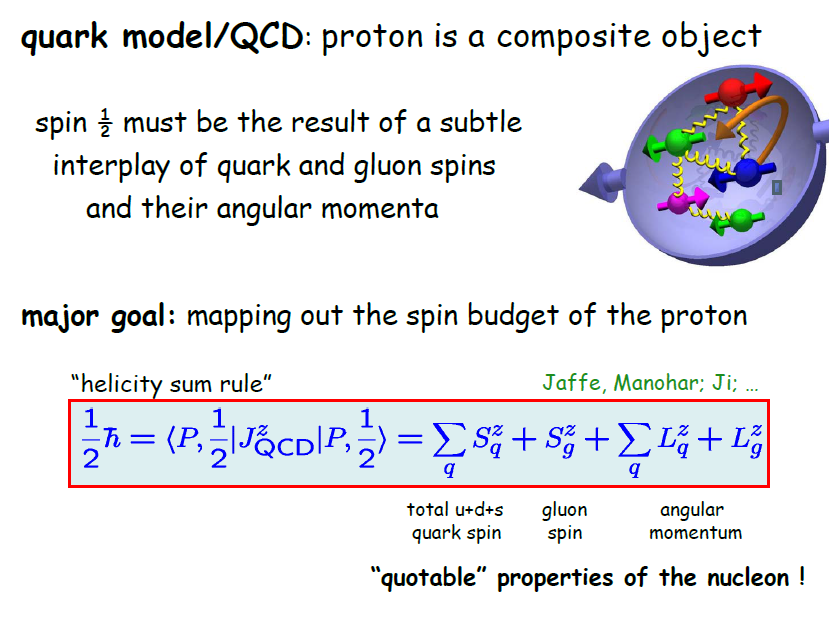 quark model/QCD: proton is a composite object
spin ½ must be the result of a subtle
interplay of quark and gluon spins
and their angular momenta
major goal: mapping out the spin budget of the proton
“helicity sum rule”
Jaffe, Manohar; Ji; …
$\frac{1}{2}\hbar = \langle P, \frac{1}{2} | J^z_{\text{QCD}} | P, \frac{1}{2} \rangle = \sum_q S^z_q + S^z_g + \sum_q L^z_q + L^z_g$
total u+d+s
quark spin
gluon
spin
angular
momentum
“quotable” properties of the nucleon !